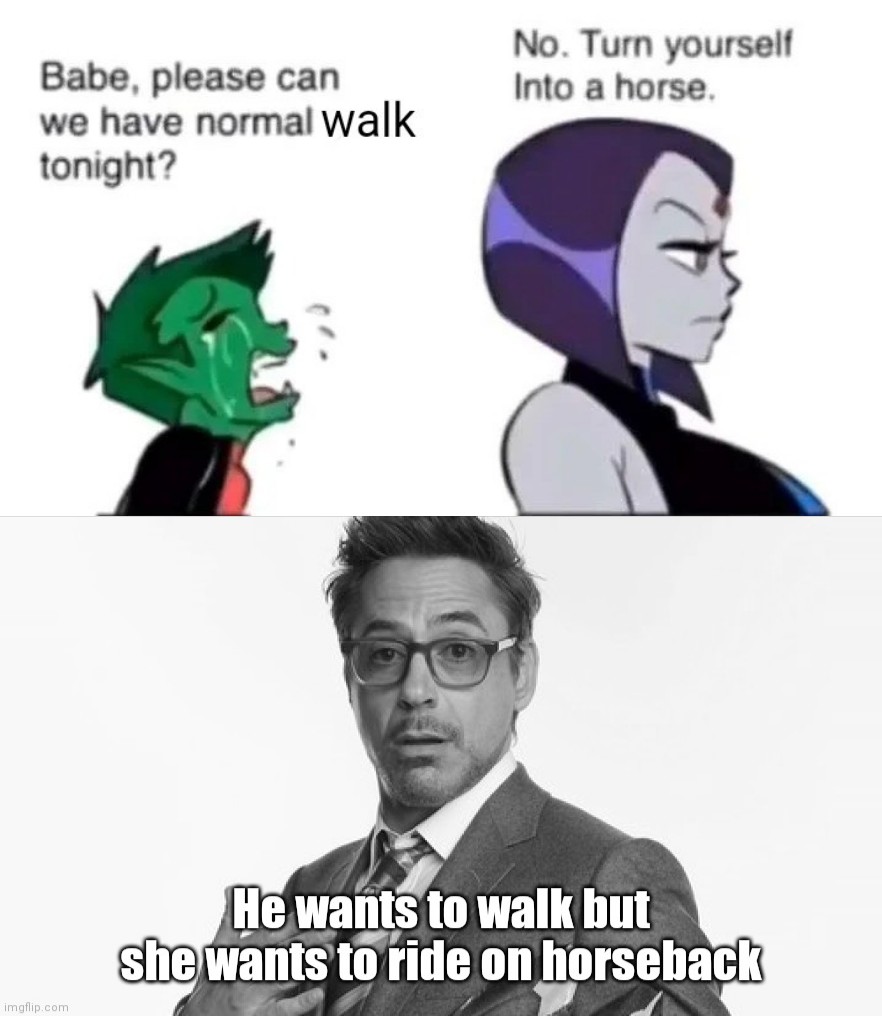 Babe, please can
we have normal walk
tonight?
No. Turn yourself
Into a horse.
He wants to walk but
she wants to ride on horseback
imgflip.com